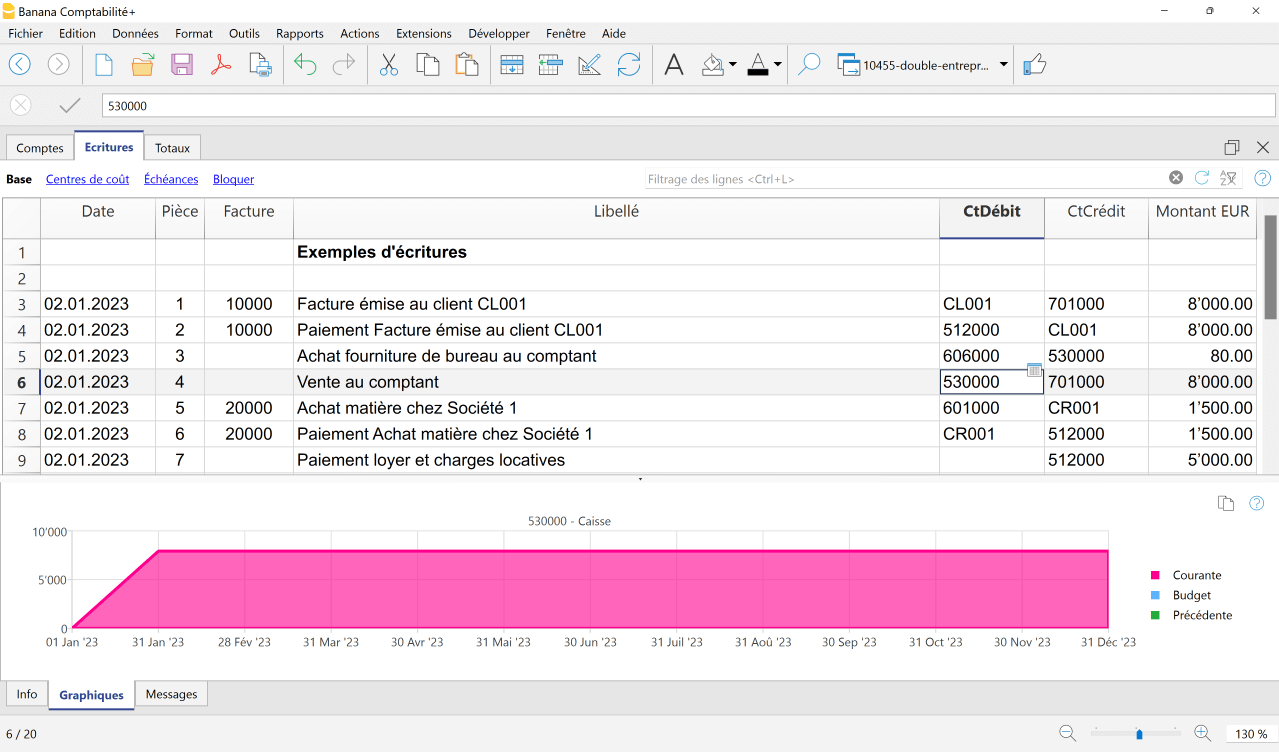 Banana Comptabilité+
Fichier Edition Données Format Outils Rapports Actions Extensions Développer Fenêtre Aide
10455-double-entrepr...
530000
Comptes Ecritures Totaux
Base Centres de coût Échéances Bloquer Filtrage des lignes <Ctrl+L>
Date Pièce Facture Libellé CtDébit CtCrédit Montant EUR
1 Exemples d'écritures
2
3 02.01.2023 1 10000 Facture émise au client CL001 CL001 701000 8’000.00
4 02.01.2023 2 10000 Paiement Facture émise au client CL001 512000 CL001 8’000.00
5 02.01.2023 3 Achat fourniture de bureau au comptant 606000 530000 80.00
6 02.01.2023 4 Vente au comptant 530000 701000 8’000.00
7 02.01.2023 5 20000 Achat matière chez Société 1 601000 CR001 1’500.00
8 02.01.2023 6 20000 Paiement Achat matière chez Société 1 CR001 512000 1’500.00
9 02.01.2023 7 Paiement loyer et charges locatives 512000 5’000.00
530000 - Caisse
10’000
5’000
0
01 Jan '23 31 Jan '23 28 Fév '23 31 Mar '23 30 Avr '23 31 Mai '23 30 Jun '23 31 Juil '23 31 Aoû '23 30 Sep '23 31 Oct '23 30 Nov '23 31 Déc '23
Courante
Budget
Précédente
Info Graphiques Messages
6 / 20 130 %